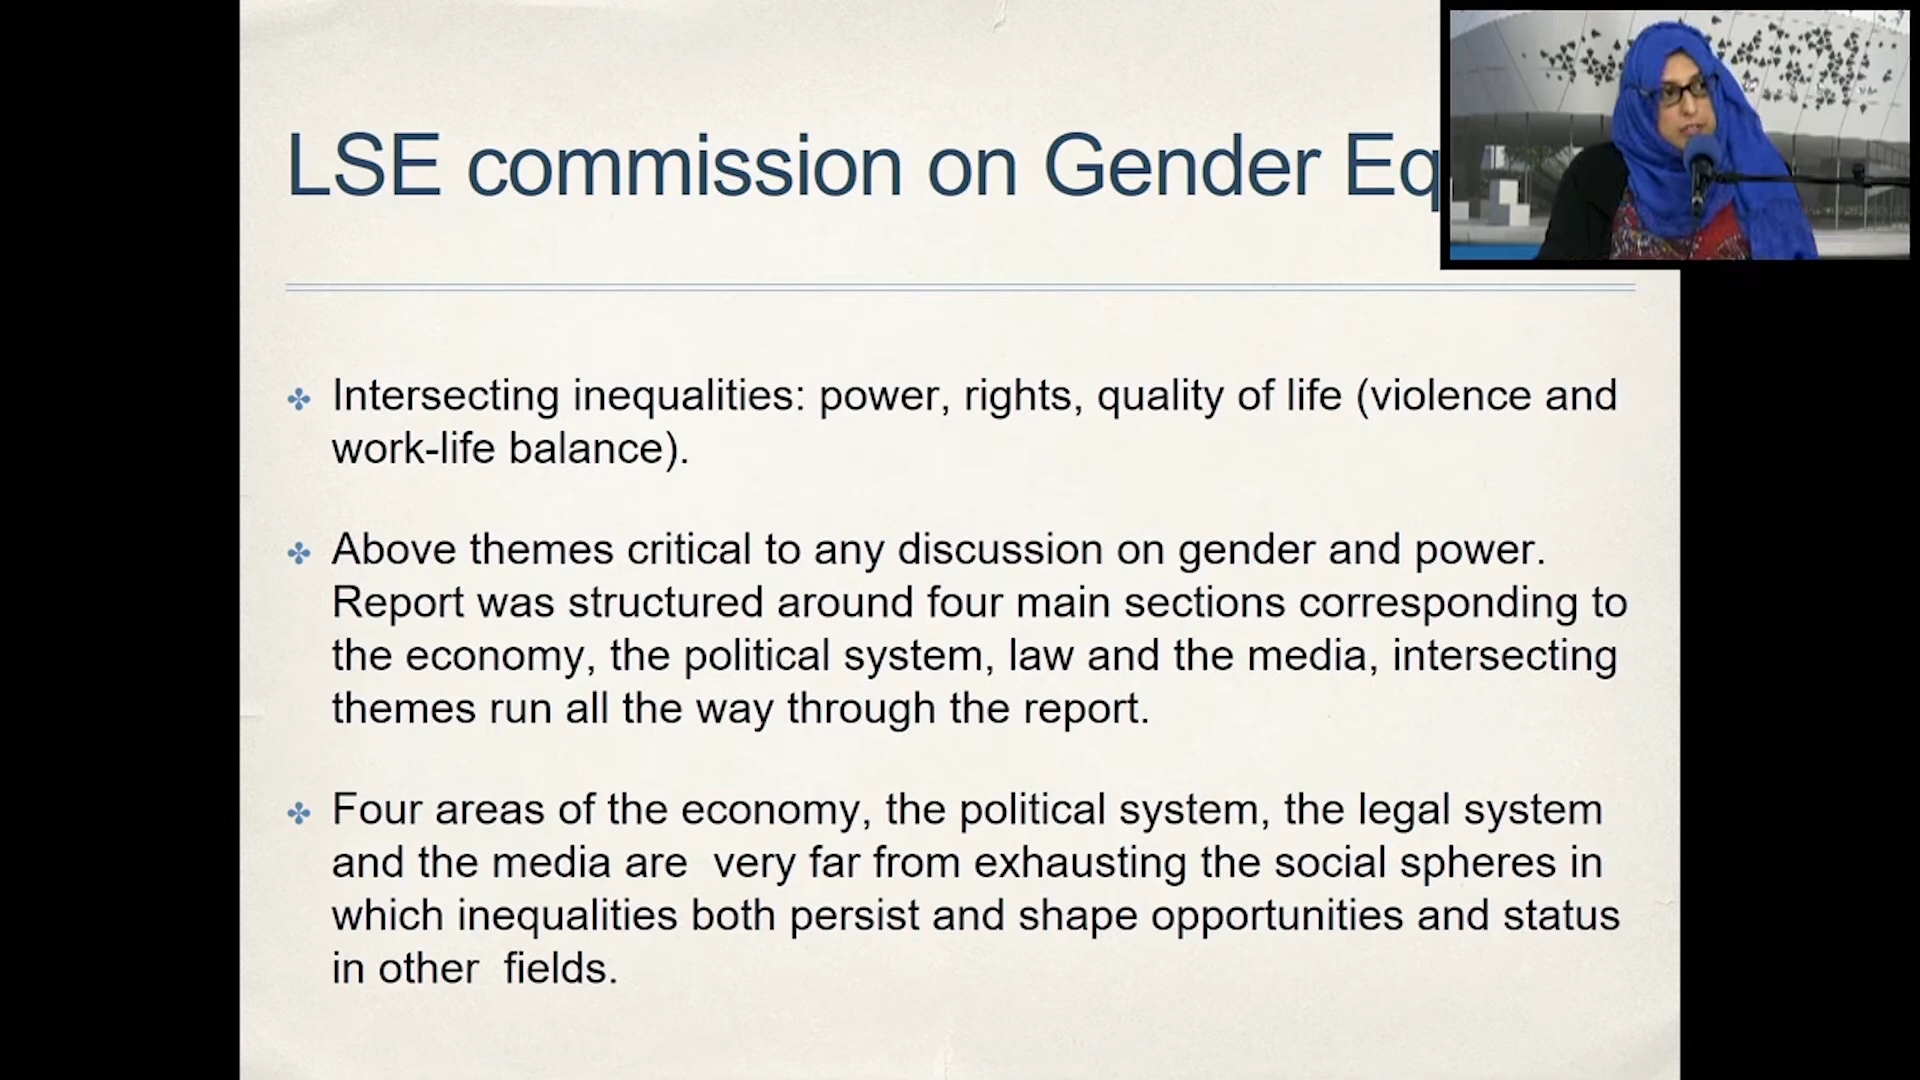 LSE commission on Gender Eq
Intersecting inequalities: power, rights, quality of life (violence and
work-life balance).
Above themes critical to any discussion on gender and power.
Report was structured around four main sections corresponding to
the economy, the political system, law and the media, intersecting
themes run all the way through the report.
Four areas of the economy, the political system, the legal system
and the media are  very far from exhausting the social spheres in
which inequalities both persist and shape opportunities and status
in other  fields.